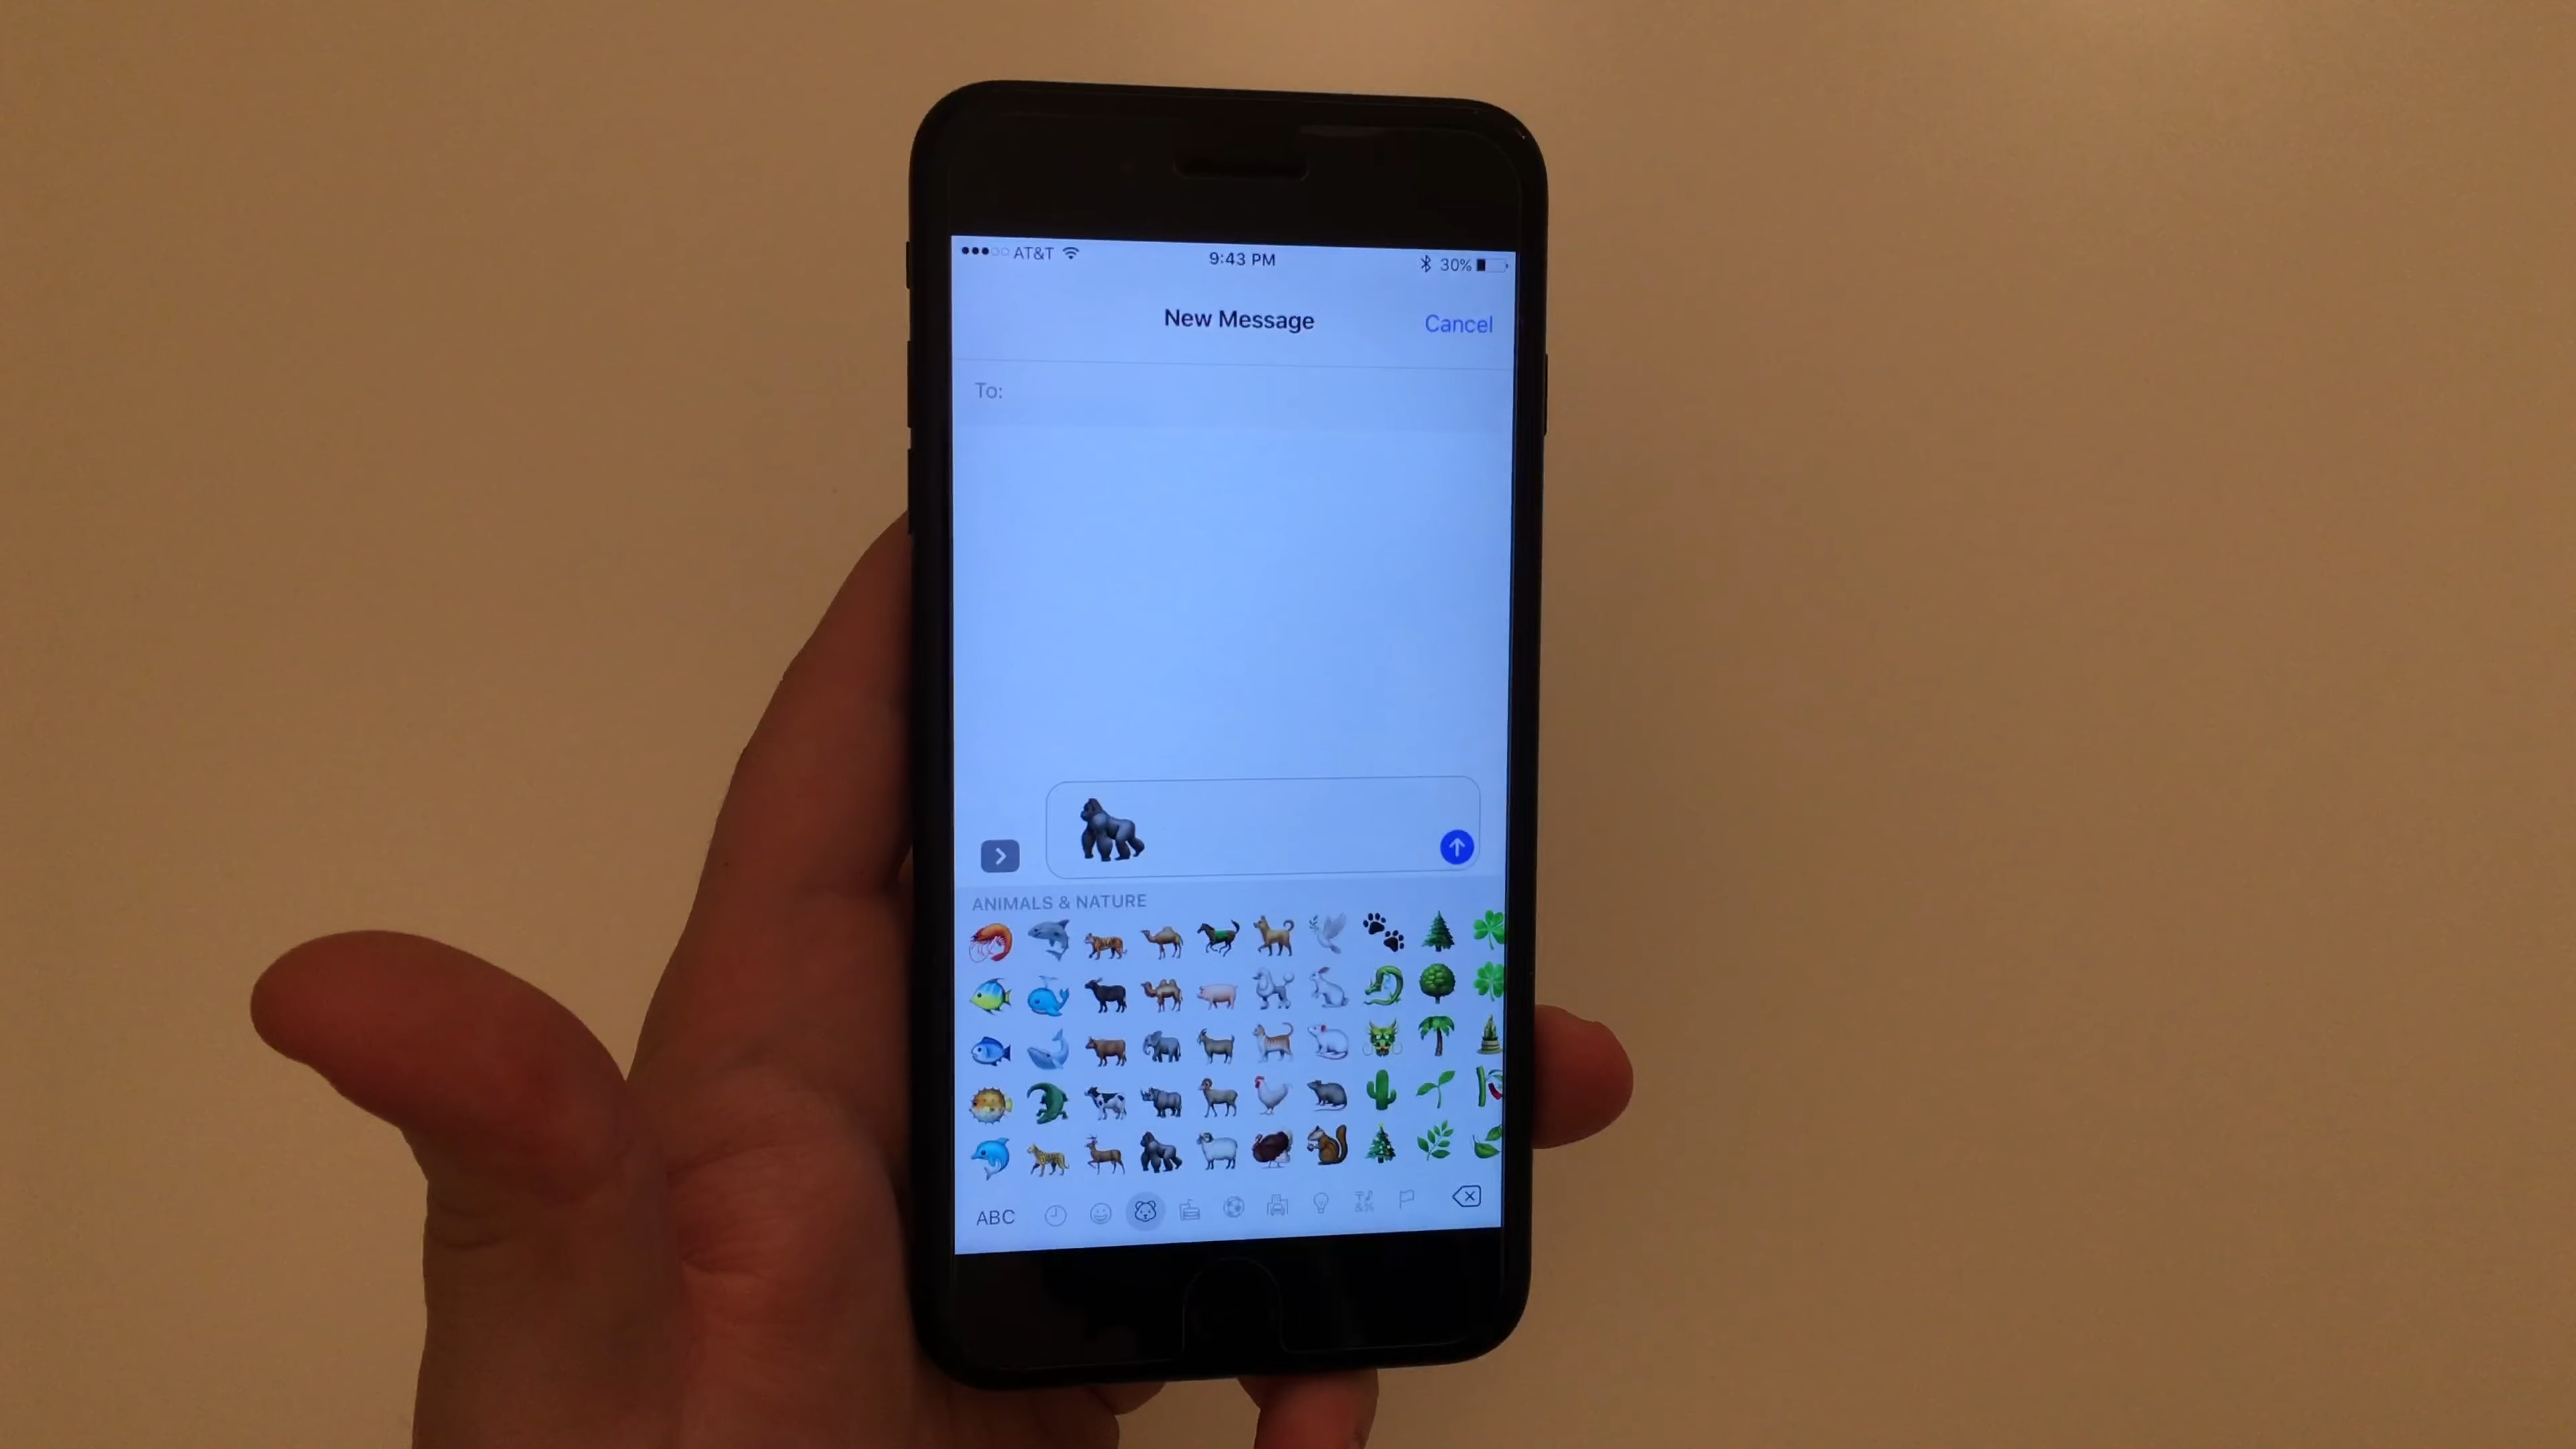 AT&T 9:43 PM 30%
New Message Cancel
To:
ANIMALS & NATURE
ABC